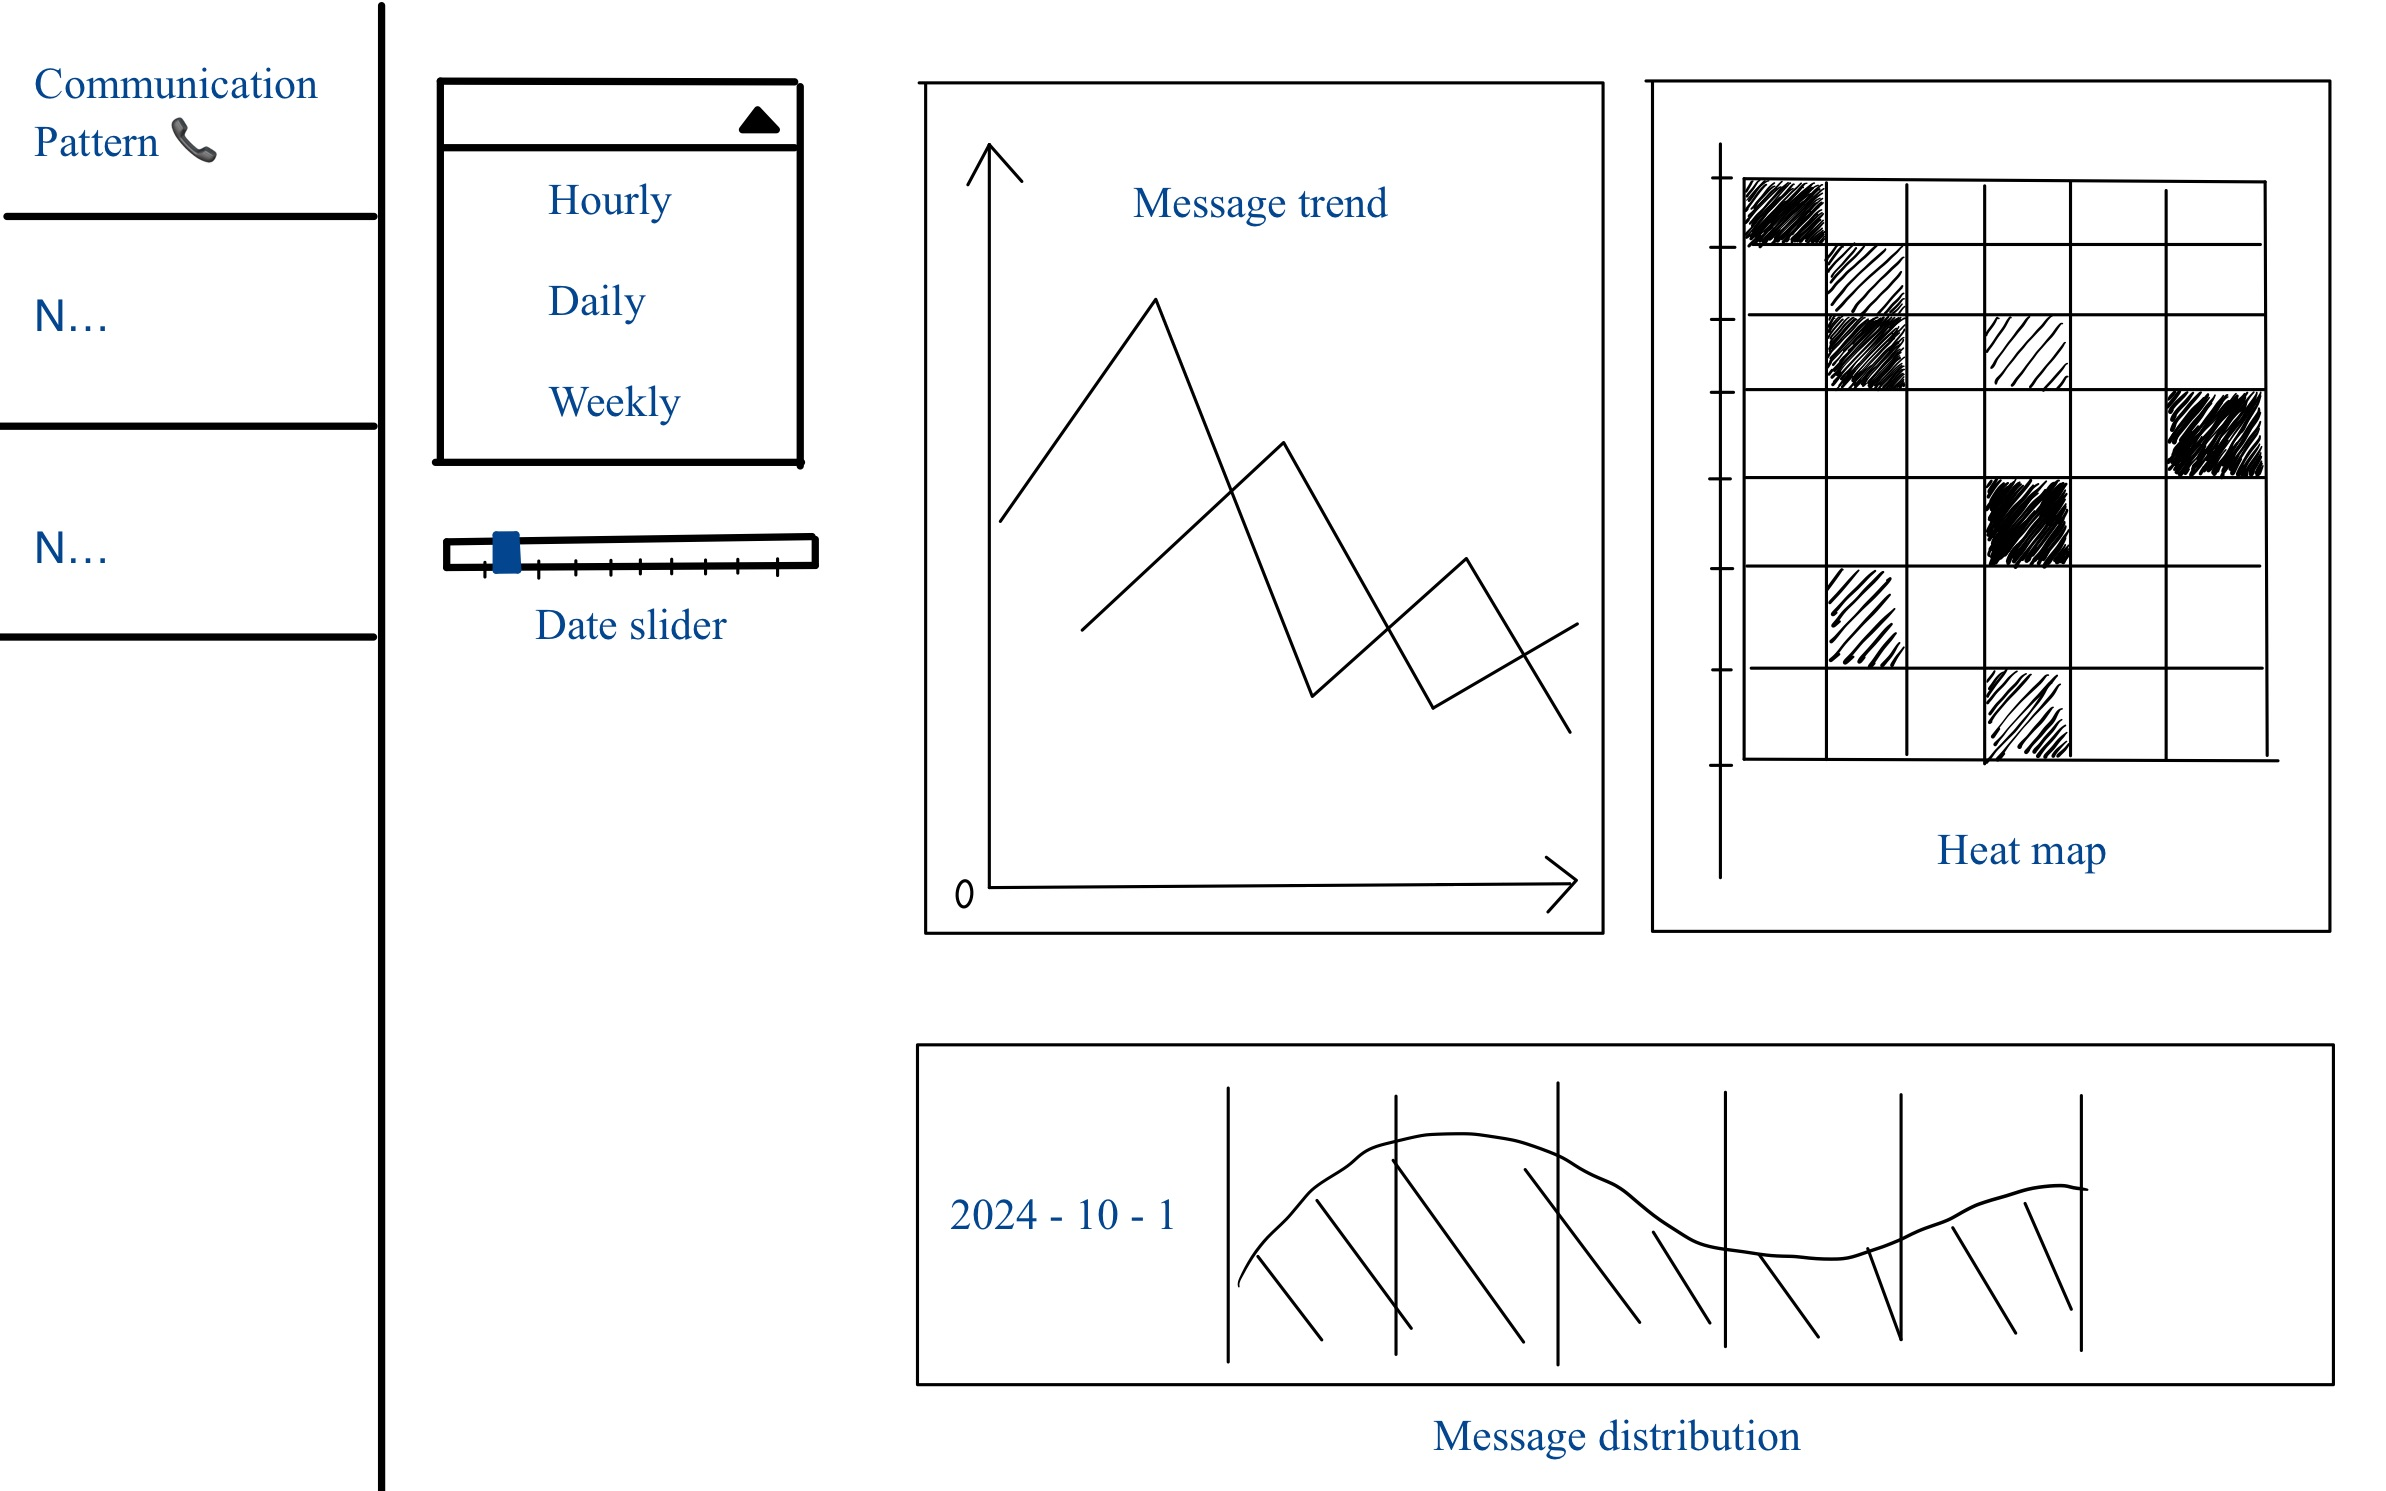 Communication
Pattern 📞
N...
N...
Hourly
Daily
Weekly
Date slider
Message trend
0
Heat map
2024 - 10 - 1
Message distribution